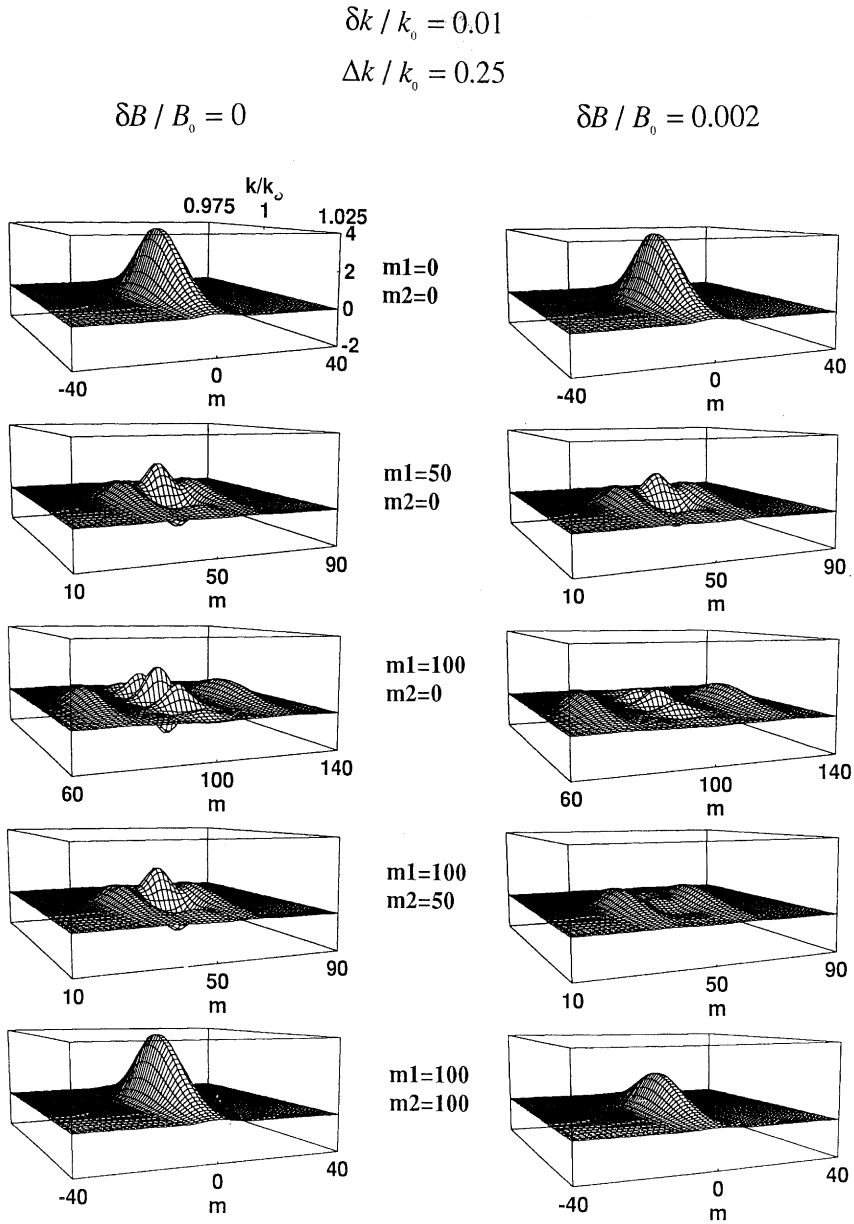 δk / k₀ = 0.01
Δk / k₀ = 0.25
δB / B₀ = 0
δB / B₀ = 0.002
k/k₀
0.975 1 1.025
4
2
0
-2
-40 0 40
m
m1=0
m2=0
-40 0 40
m
10 50 90
m
m1=50
m2=0
10 50 90
m
60 100 140
m
m1=100
m2=0
60 100 140
m
10 50 90
m
m1=100
m2=50
10 50 90
m
-40 0 40
m
m1=100
m2=100
-40 0 40
m